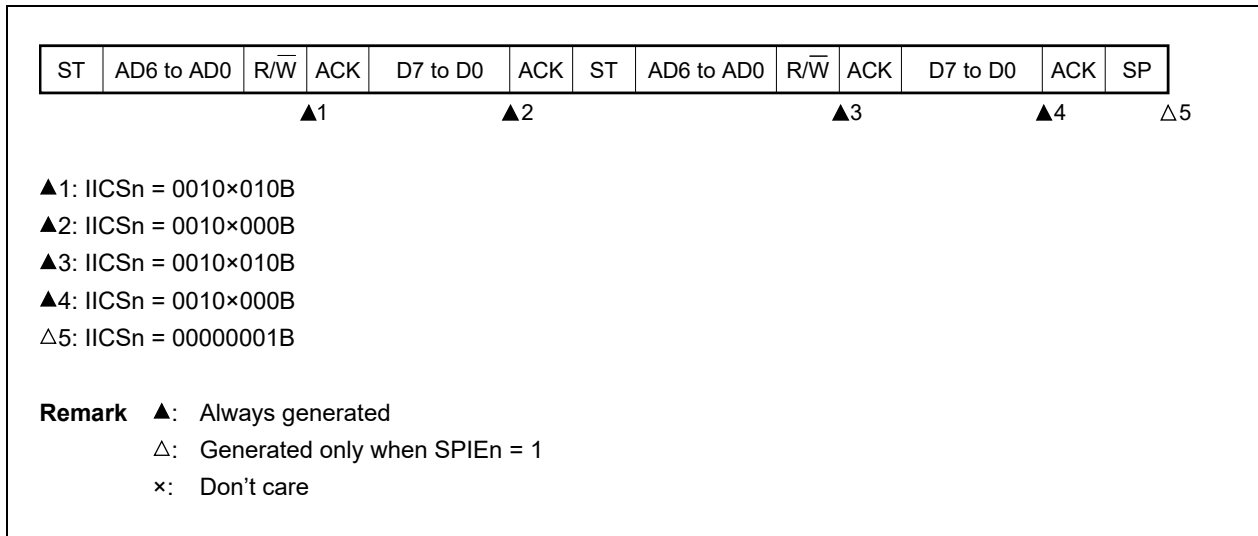 ST AD6 to AD0 R/W̅ ACK D7 to D0 ACK ST AD6 to AD0 R/W̅ ACK D7 to D0 ACK SP
▲1 ▲2 ▲3 ▲4 △5
▲1: IICSn = 0010×010B
▲2: IICSn = 0010×000B
▲3: IICSn = 0010×010B
▲4: IICSn = 0010×000B
△5: IICSn = 00000001B
Remark ▲: Always generated
△: Generated only when SPIEn = 1
×: Don't care